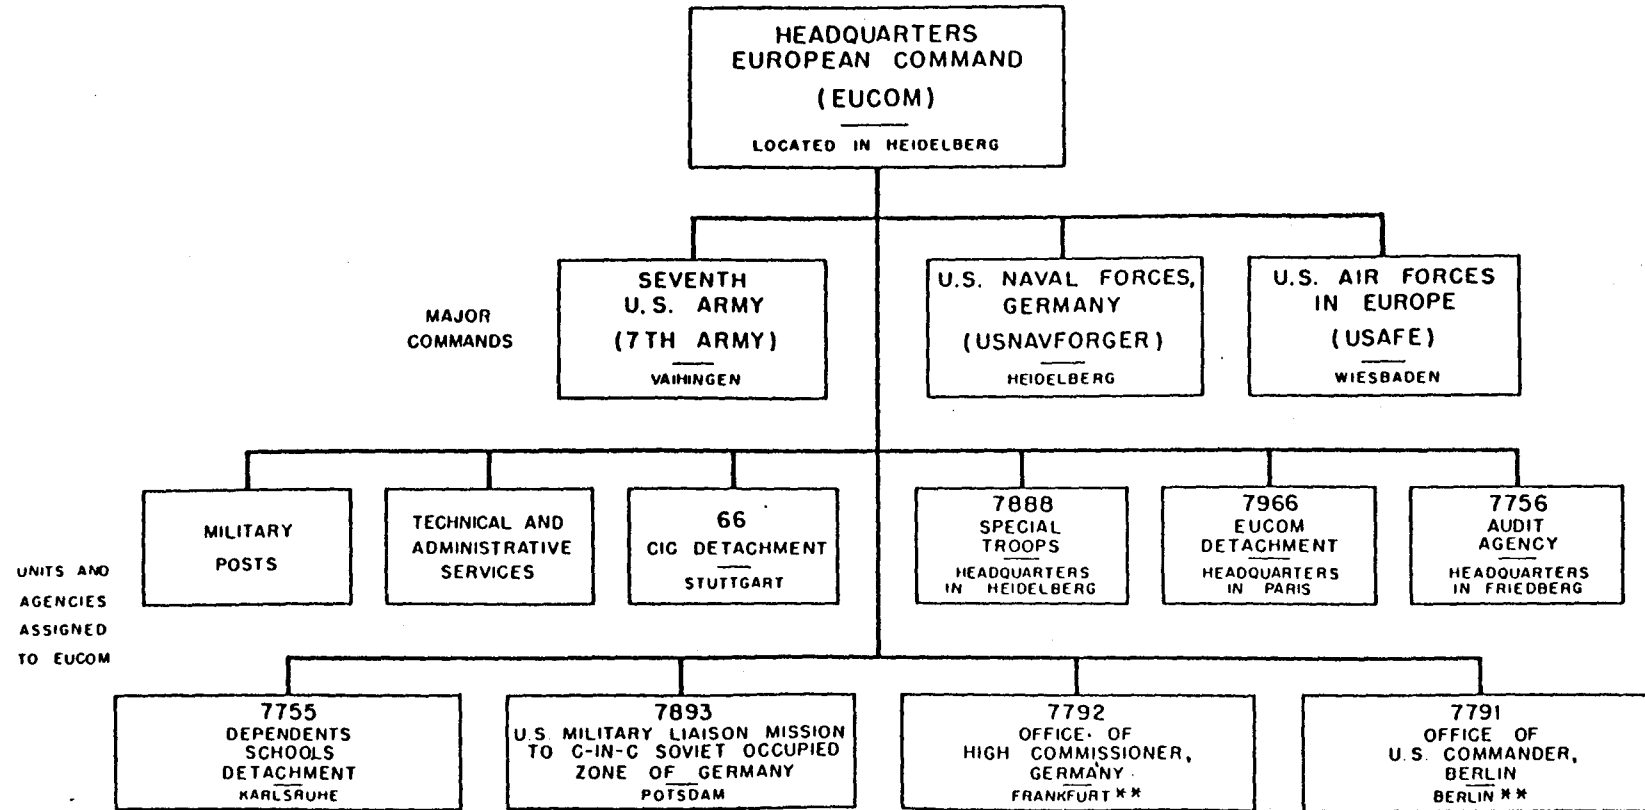 HEADQUARTERS
EUROPEAN COMMAND
(EUCOM)
LOCATED IN HEIDELBERG
MAJOR
COMMANDS
SEVENTH
U.S. ARMY
(7TH ARMY)
VAIHINGEN
U.S. NAVAL FORCES,
GERMANY
(USNAVFORGER)
HEIDELBERG
U.S. AIR FORCES
IN EUROPE
(USAFE)
WIESBADEN
UNITS AND
AGENCIES
ASSIGNED
TO EUCOM
MILITARY
POSTS
TECHNICAL AND
ADMINISTRATIVE
SERVICES
66
CIC DETACHMENT
STUTTGART
7888
SPECIAL
TROOPS
HEADQUARTERS
IN HEIDELBERG
7966
EUCOM
DETACHMENT
HEADQUARTERS
IN PARIS
7756
AUDIT
AGENCY
HEADQUARTERS
IN FRIEDBERG
7755
DEPENDENTS
SCHOOLS
DETACHMENT
KARLSRUHE
7893
U.S. MILITARY LIAISON MISSION
TO C-IN-C SOVIET OCCUPIED
ZONE OF GERMANY
POTSDAM
7792
OFFICE OF
HIGH COMMISSIONER,
GERMANY
FRANKFURT **
7791
OFFICE OF
U.S. COMMANDER,
BERLIN
BERLIN **